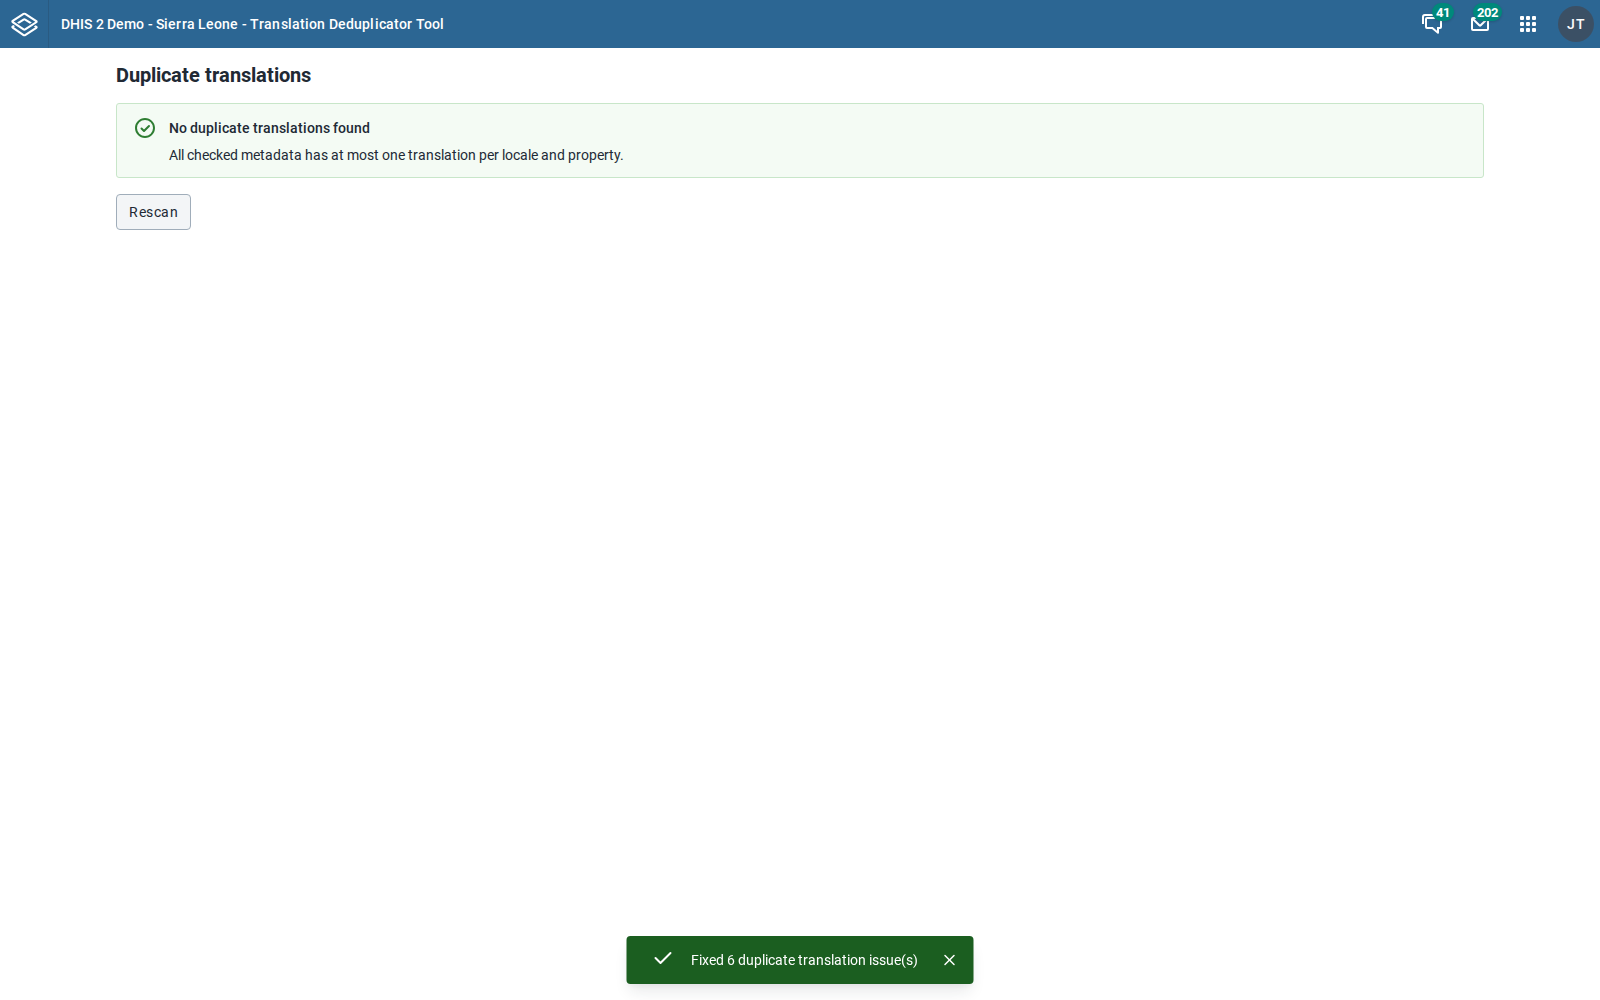 DHIS 2 Demo - Sierra Leone - Translation Deduplicator Tool
41
202
JT
Duplicate translations
No duplicate translations found
All checked metadata has at most one translation per locale and property.
Rescan
Fixed 6 duplicate translation issue(s)